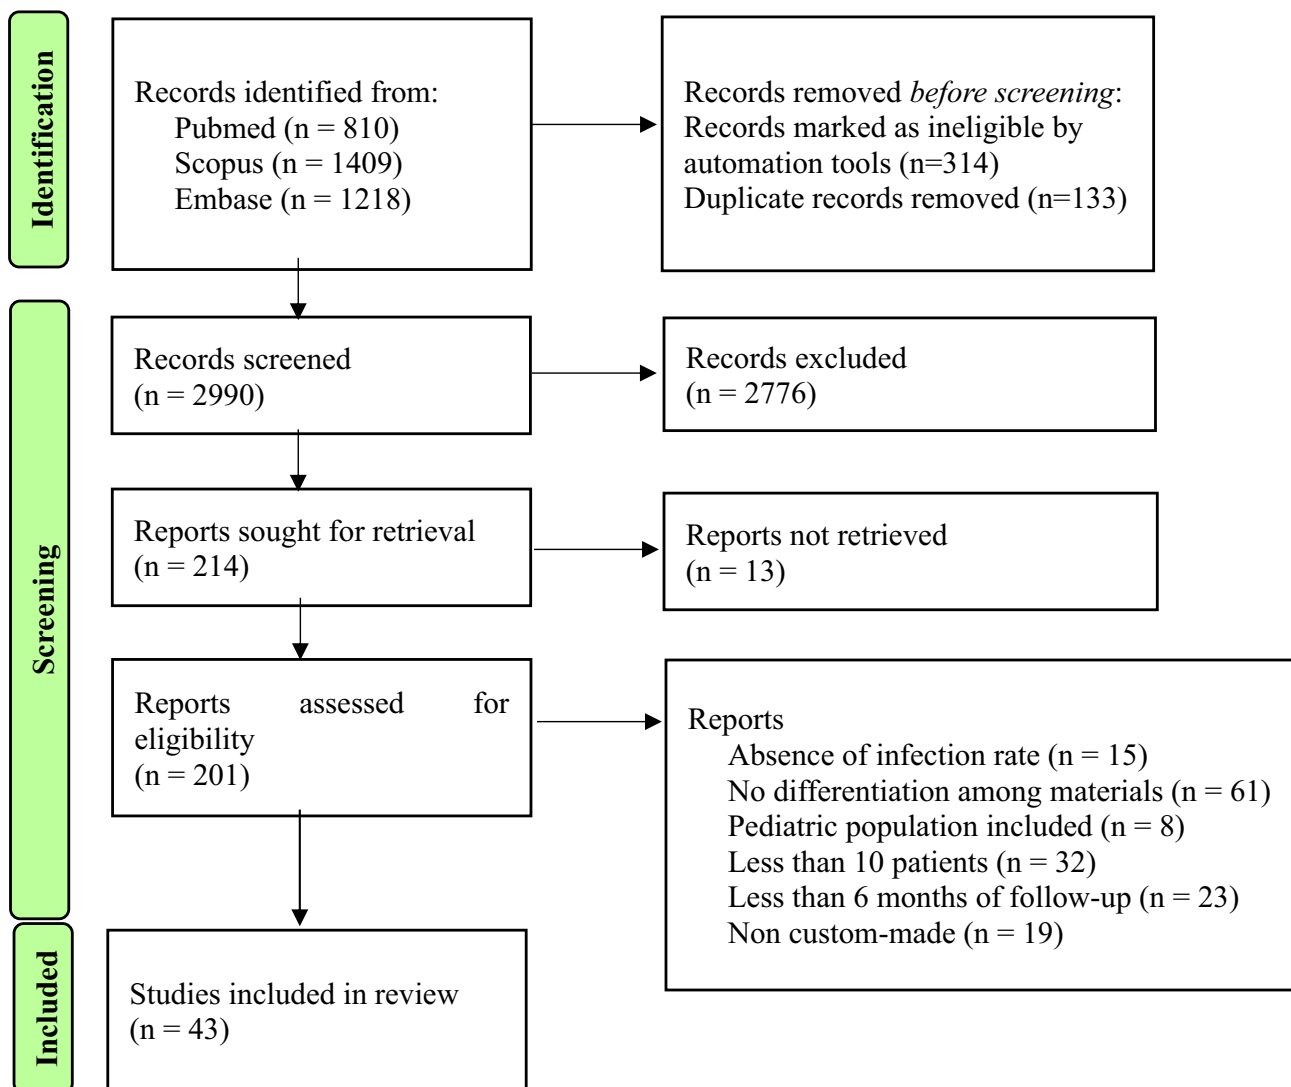 Identification
Records identified from:
Pubmed (n = 810)
Scopus (n = 1409)
Embase (n = 1218)
Records removed before screening:
Records marked as ineligible by
automation tools (n=314)
Duplicate records removed (n=133)
Screening
Records screened
(n = 2990)
Records excluded
(n = 2776)
Reports sought for retrieval
(n = 214)
Reports not retrieved
(n = 13)
Reports assessed for
eligibility
(n = 201)
Reports
Absence of infection rate (n = 15)
No differentiation among materials (n = 61)
Pediatric population included (n = 8)
Less than 10 patients (n = 32)
Less than 6 months of follow-up (n = 23)
Non custom-made (n = 19)
Included
Studies included in review
(n = 43)